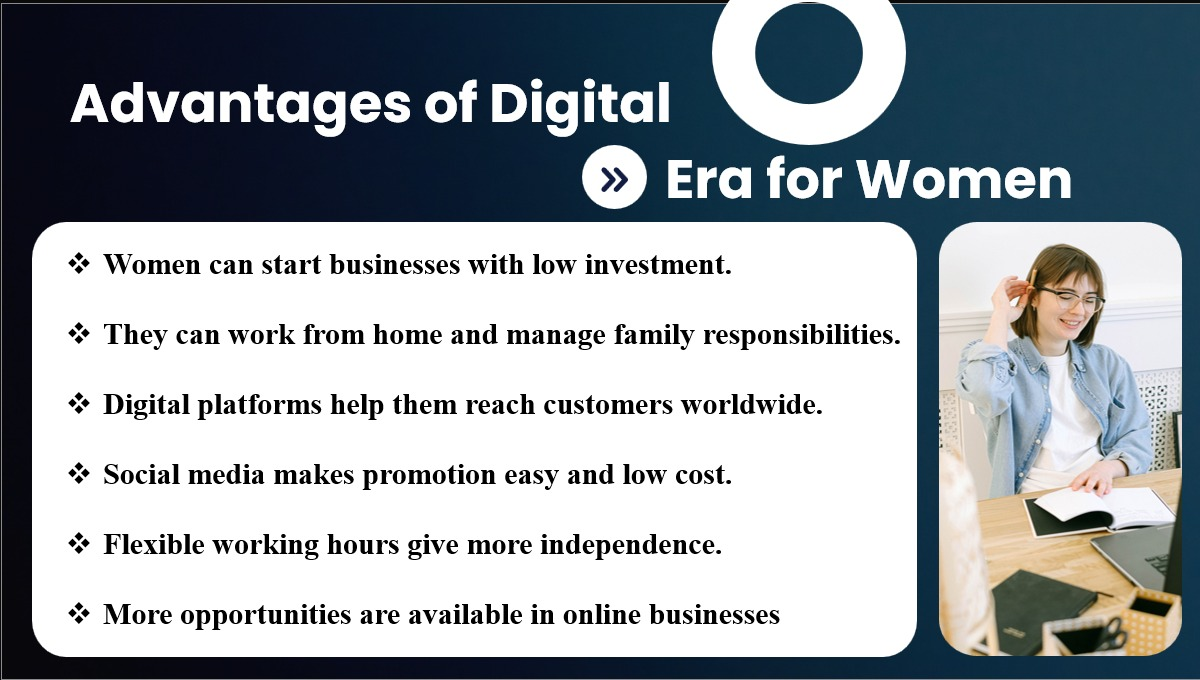 Advantages of Digital
Era for Women
❖ Women can start businesses with low investment.
❖ They can work from home and manage family responsibilities.
❖ Digital platforms help them reach customers worldwide.
❖ Social media makes promotion easy and low cost.
❖ Flexible working hours give more independence.
❖ More opportunities are available in online businesses